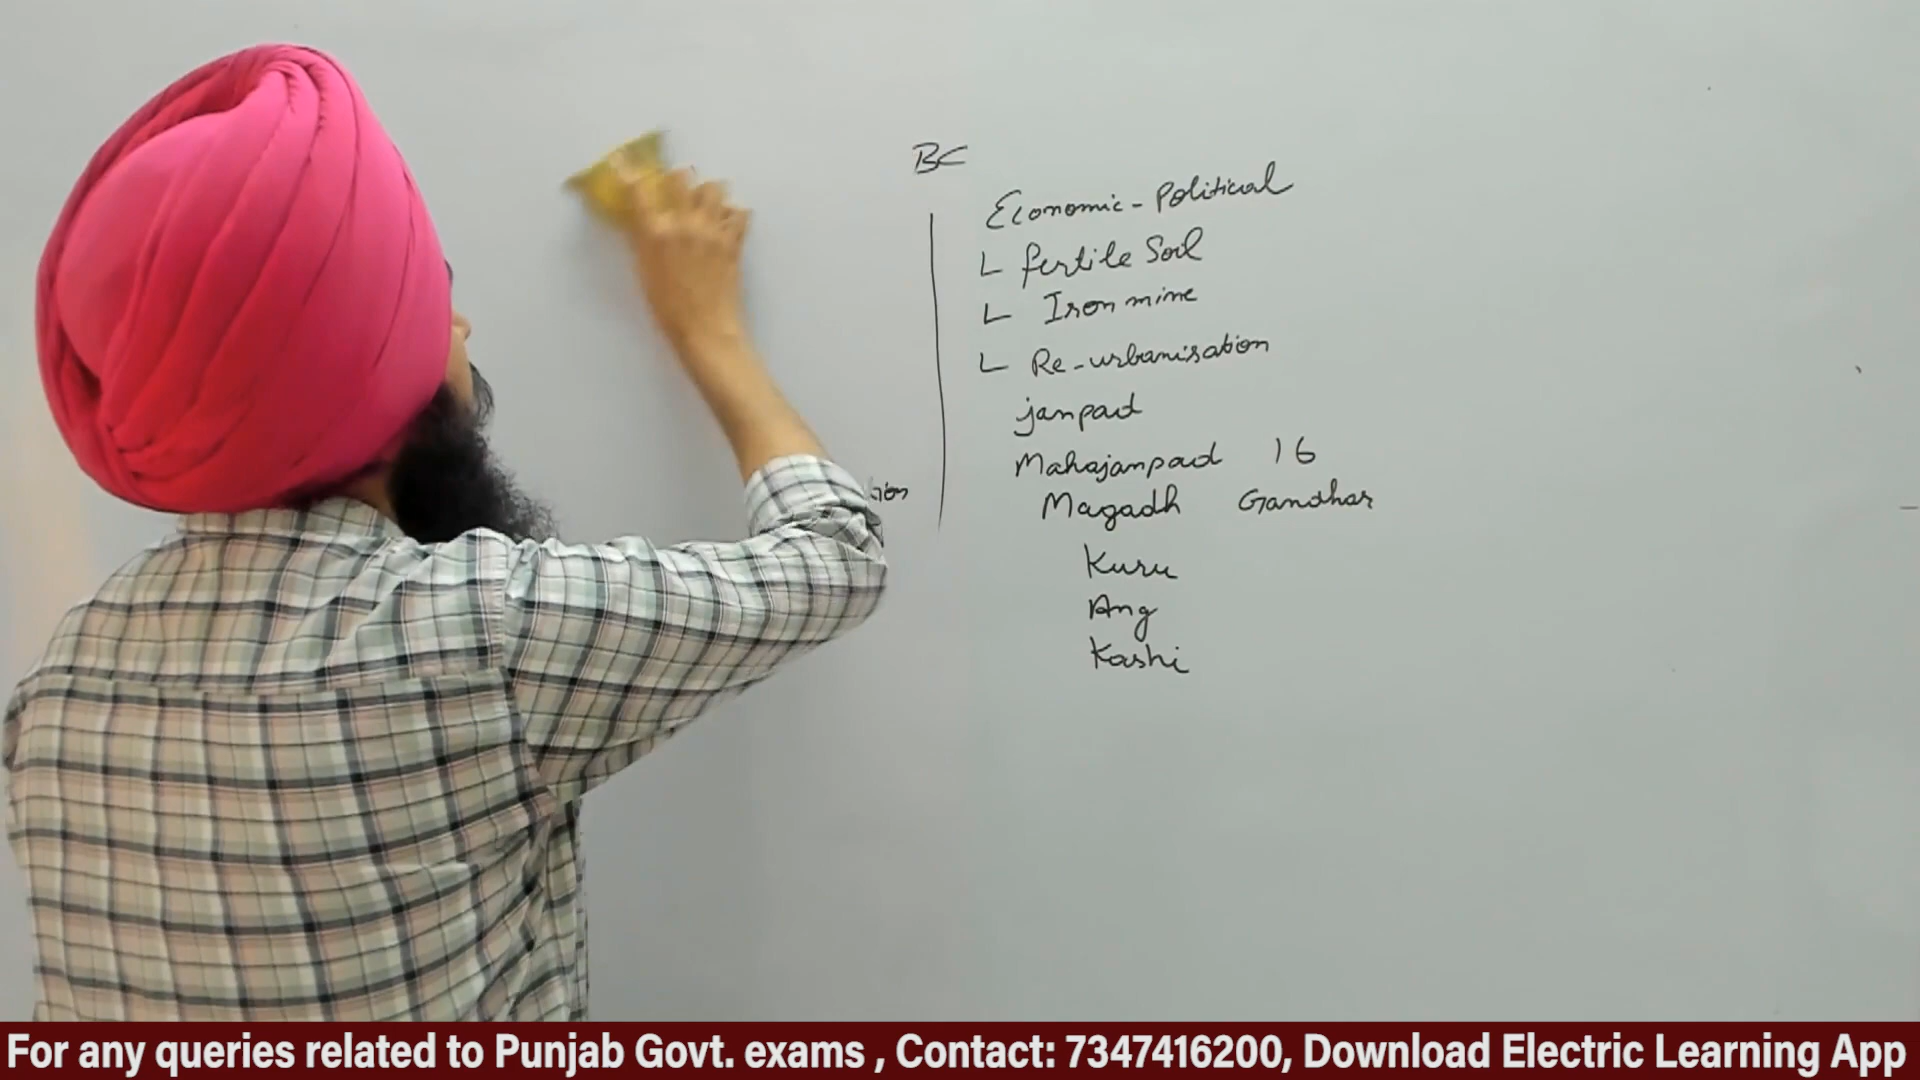 BC
Economic - Political
Fertile Soil
Iron mine
Re-urbanisation
janpad
Mahajanpad 16
Magadh Gandhar
Kuru
Ang
Kashi
For any queries related to Punjab Govt. exams , Contact: 7347416200, Download Electric Learning App